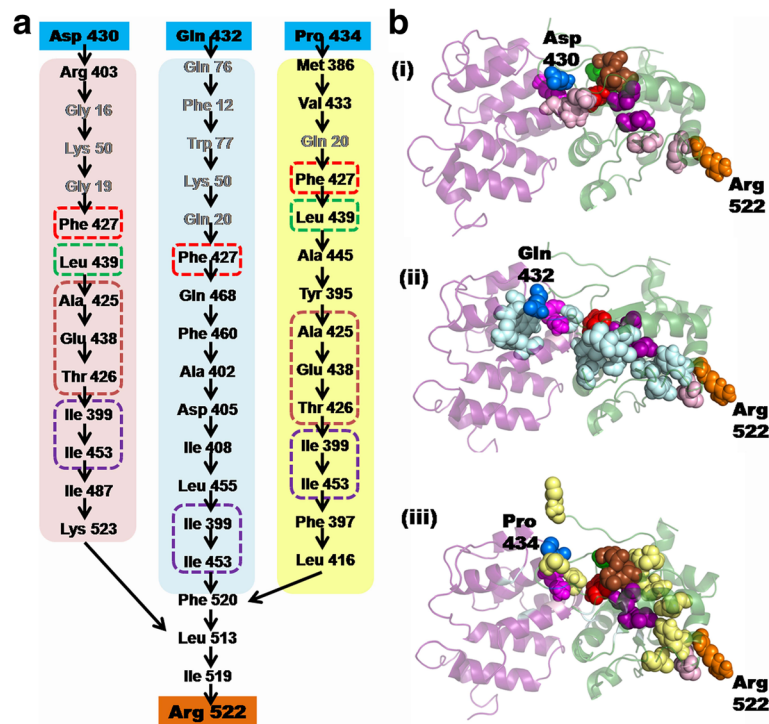 a
Asp 430
Arg 403
Gly 16
Lys 50
Gly 19
Phe 427
Leu 439
Ala 425
Glu 438
Thr 426
Ile 399
Ile 453
Ile 487
Lys 523
Gln 432
Gln 76
Phe 12
Trp 77
Lys 50
Gln 20
Phe 427
Gln 468
Phe 460
Ala 402
Asp 405
Ile 408
Leu 455
Ile 399
Ile 453
Phe 520
Leu 513
Ile 519
Arg 522
Pro 434
Met 386
Val 433
Gln 20
Phe 427
Leu 439
Ala 445
Tyr 395
Ala 425
Glu 438
Thr 426
Ile 399
Ile 453
Phe 397
Leu 416
b
(i)
Asp
430
Arg
522
(ii)
Gln
432
Arg
522
(iii)
Pro
434
Arg
522